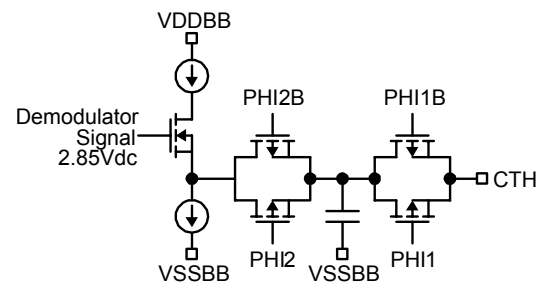 VDDBB
Demodulator
Signal
2.85Vdc
PHI2B
PHI1B
CTH
PHI2
PHI1
VSSBB
VSSBB